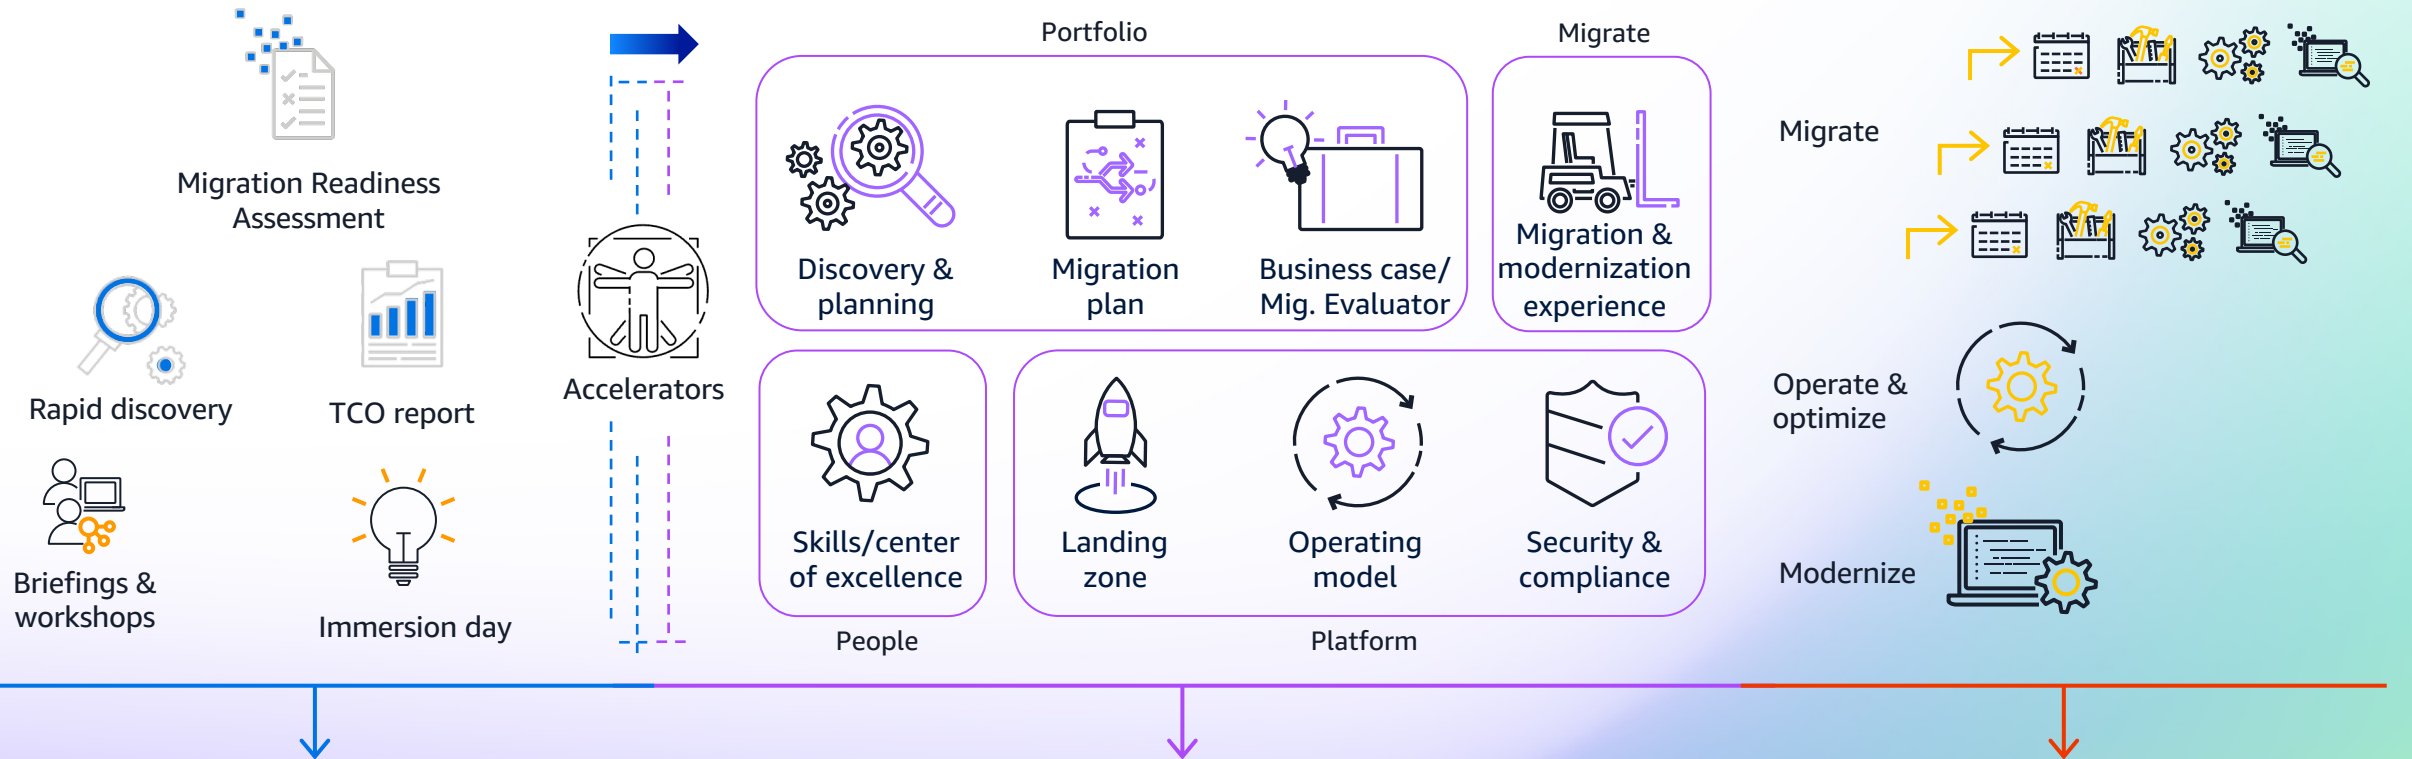 Migration Readiness
Assessment
Rapid discovery
TCO report
Briefings &
workshops
Immersion day
Accelerators
Portfolio
Discovery &
planning
Migration
plan
Business case/
Mig. Evaluator
Migrate
Migration &
modernization
experience
Skills/center
of excellence
People
Landing
zone
Operating
model
Security &
compliance
Platform
Migrate
Operate &
optimize
Modernize